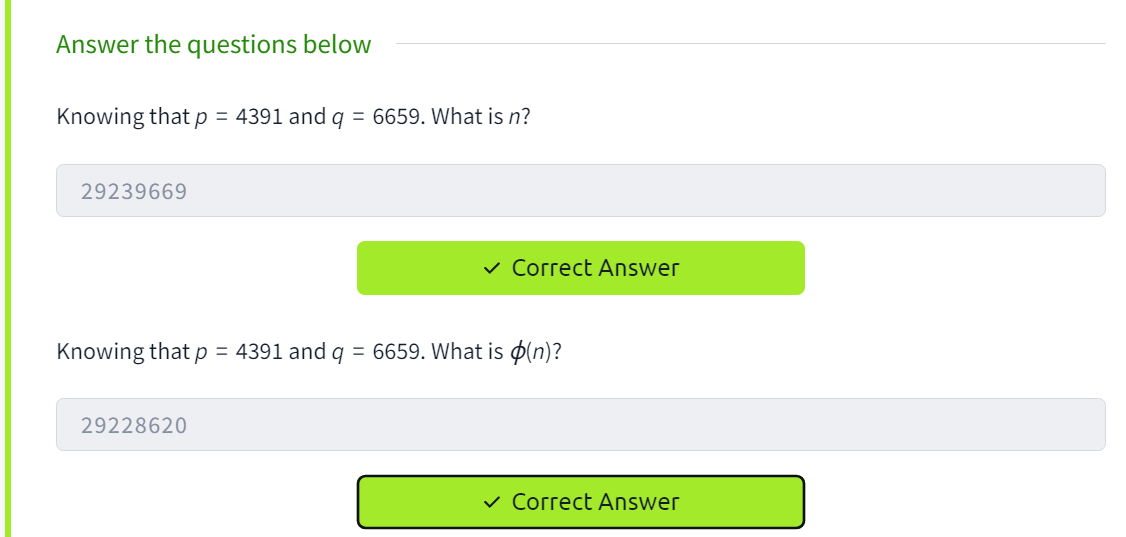 Answer the questions below
Knowing that p = 4391 and q = 6659. What is n?
29239669
✓ Correct Answer
Knowing that p = 4391 and q = 6659. What is ϕ(n)?
29228620
✓ Correct Answer